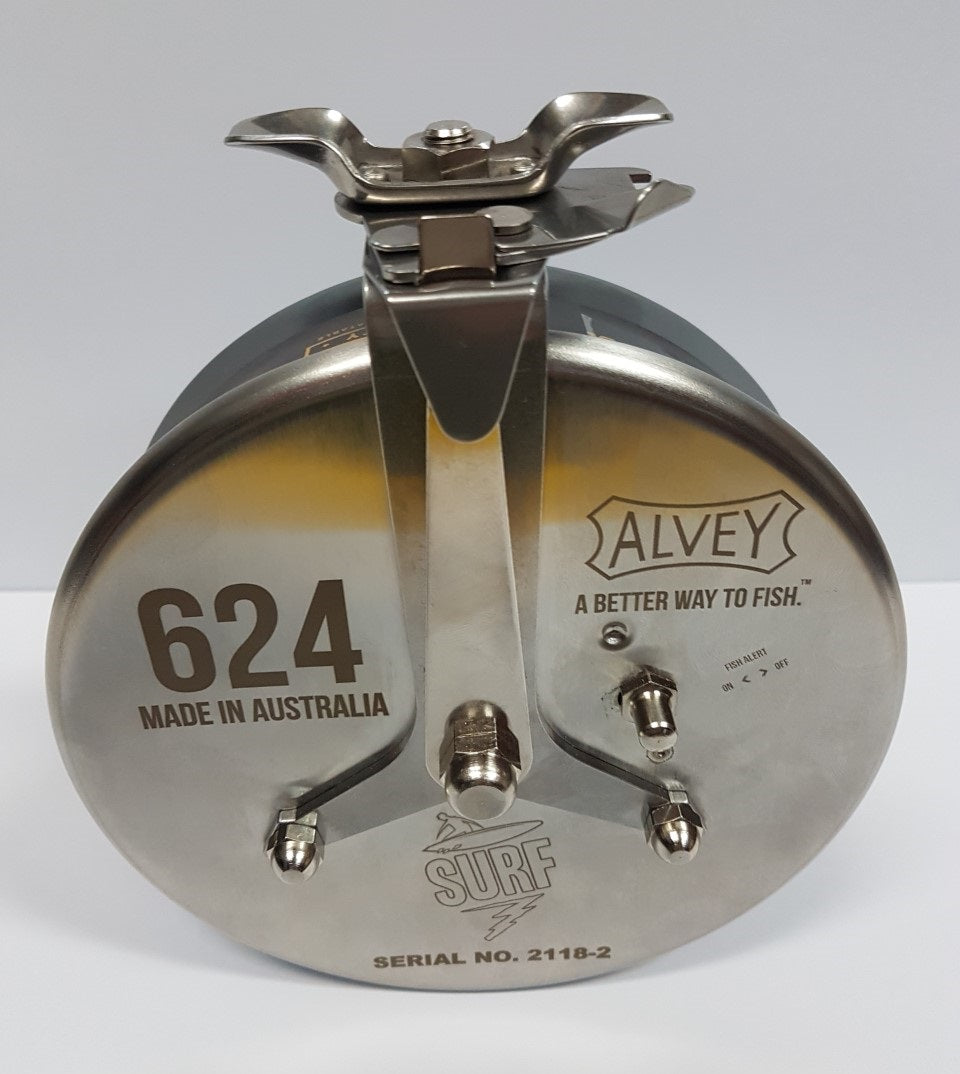 624
MADE IN AUSTRALIA
ALVEY
A BETTER WAY TO FISH.™
FISH ALERT
ON < > OFF
SURF
SERIAL NO. 2118-2